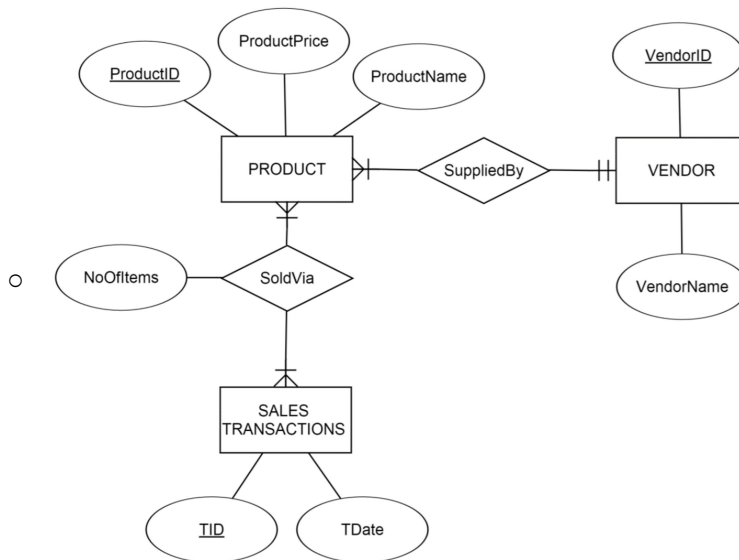 ProductPrice
ProductID
ProductName
VendorID
PRODUCT
SuppliedBy
VENDOR
NoOfItems
SoldVia
VendorName
SALES
TRANSACTIONS
TID
TDate